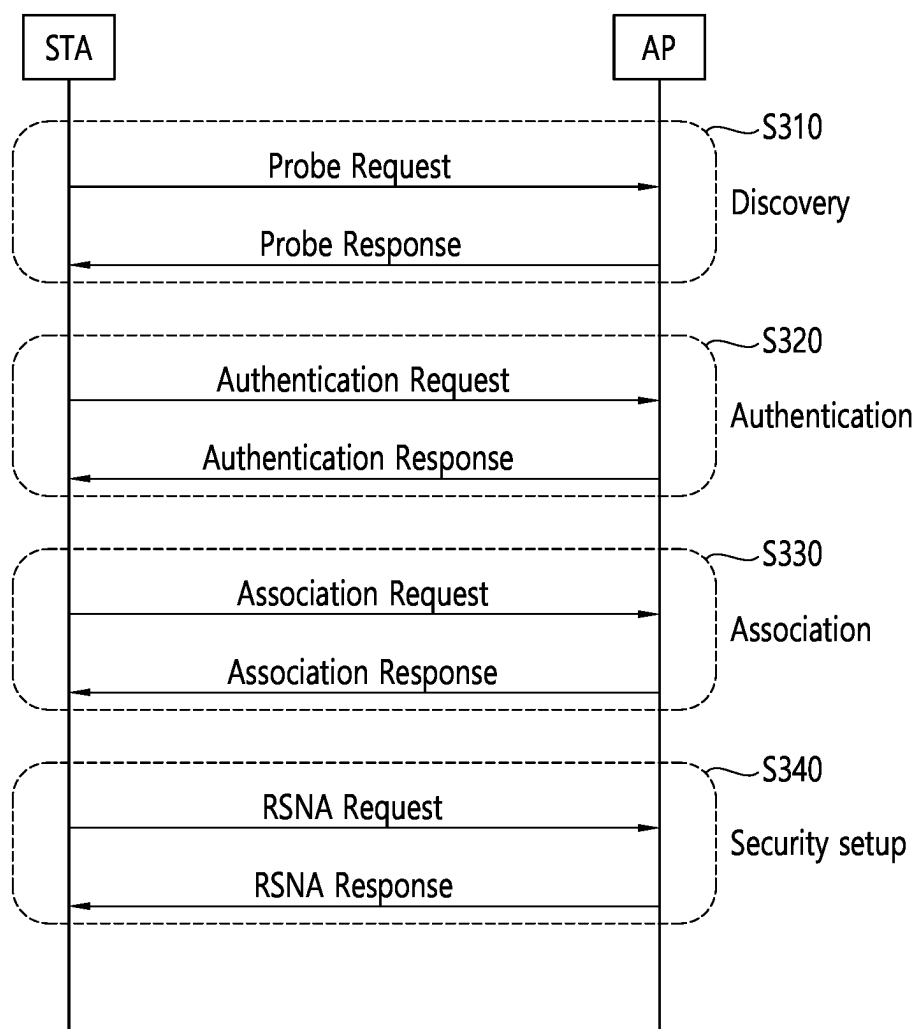 STA
AP
S310
Probe Request
Discovery
Probe Response
S320
Authentication Request
Authentication
Authentication Response
S330
Association Request
Association
Association Response
S340
RSNA Request
Security setup
RSNA Response